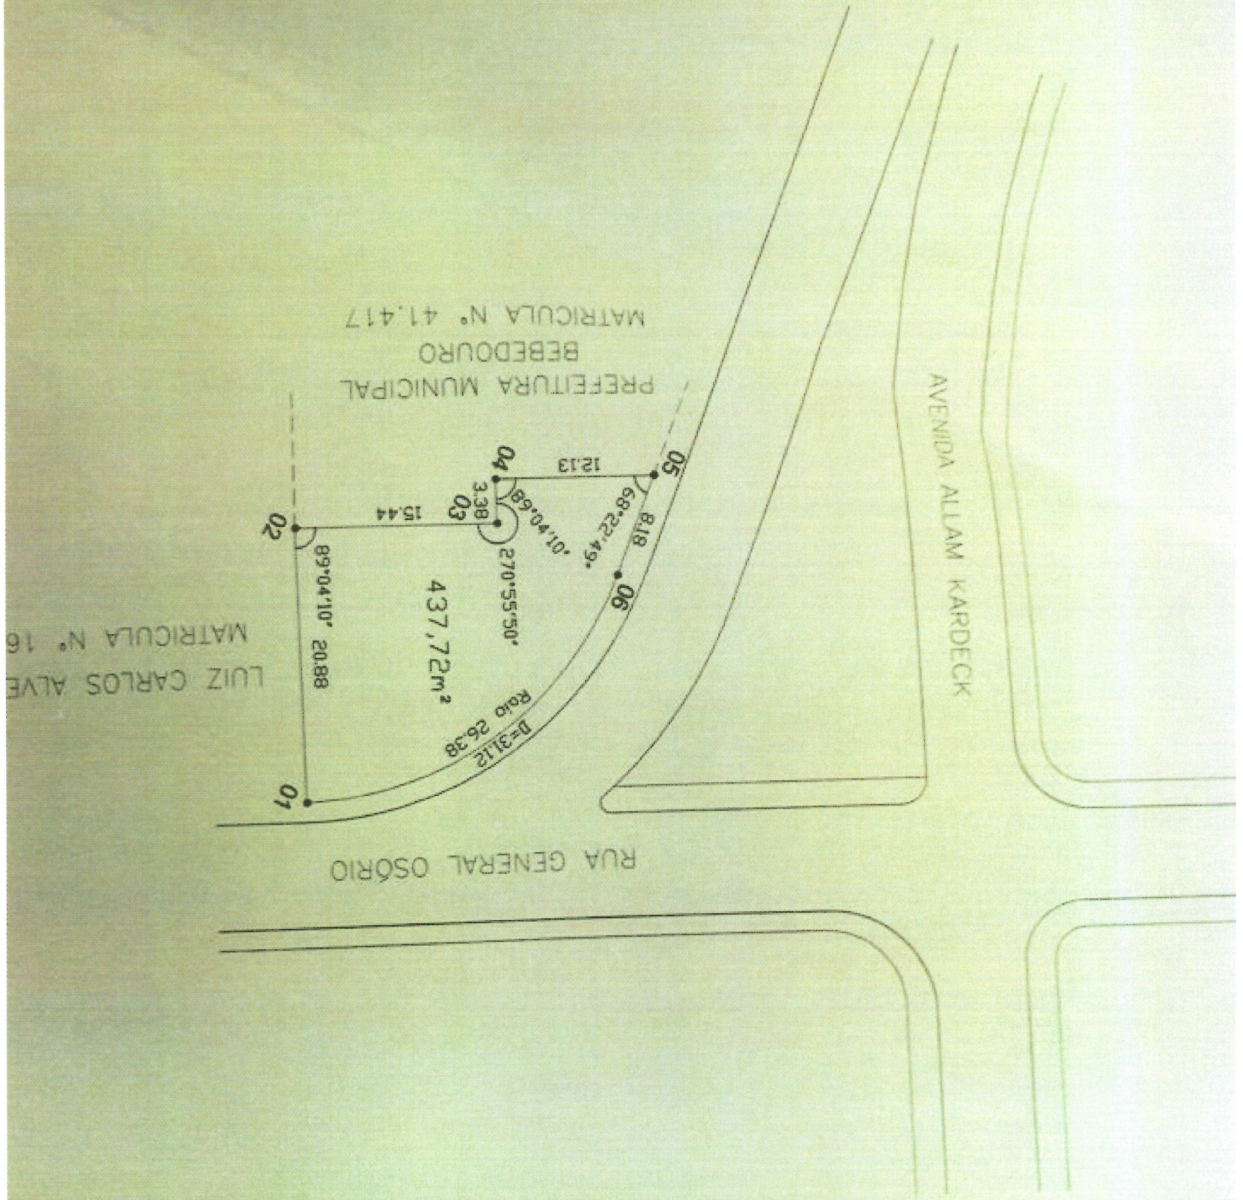 MATRICULA Nº 41.417
BEBEDOURO
PREFEITURA MUNICIPAL
AVENIDA ALLAM KARDECK
04
12.13
05
3.38
03
89°04'10"
68°22'49"
8.18
02
15.44
270°55'50"
06
89°04'10"
20.88
437,72m²
MATRICULA Nº 16
LUIZ CARLOS ALVE
Raio 26.38
D=31.12
01
RUA GENERAL OSÓRIO